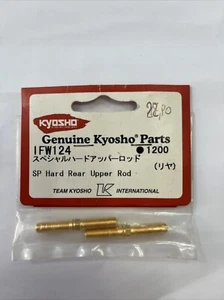 KYOSHO
22,90
Genuine Kyosho Parts
IFW124 ●1200
スペシャルハードアッパーロッド
(リヤ)
SP Hard Rear Upper Rod
TEAM KYOSHO K INTERNATIONAL